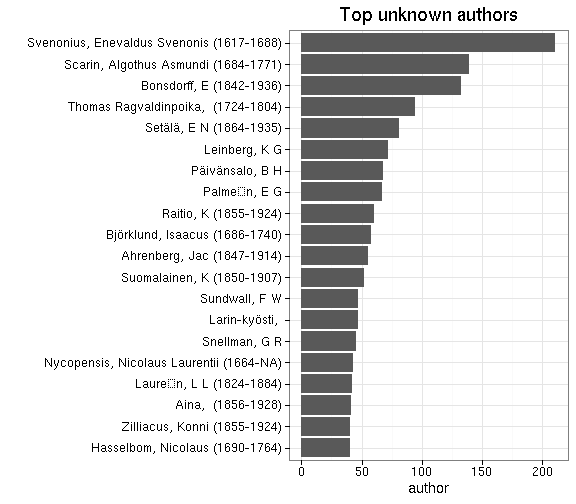 Top unknown authors
Svenonius, Enevaldus Svenonis (1617-1688)
Scarin, Algothus Asmundi (1684-1771)
Bonsdorff, E (1842-1936)
Thomas Ragvaldinpoika,  (1724-1804)
Setälä, E N (1864-1935)
Leinberg, K G
Päivänsalo, B H
Palme□n, E G
Raitio, K (1855-1924)
Björklund, Isaacus (1686-1740)
Ahrenberg, Jac (1847-1914)
Suomalainen, K (1850-1907)
Sundwall, F W
Larin-kyösti,
Snellman, G R
Nycopensis, Nicolaus Laurentii (1664-NA)
Laure□n, L L (1824-1884)
Aina,  (1856-1928)
Zilliacus, Konni (1855-1924)
Hasselbom, Nicolaus (1690-1764)
0 50 100 150 200
author